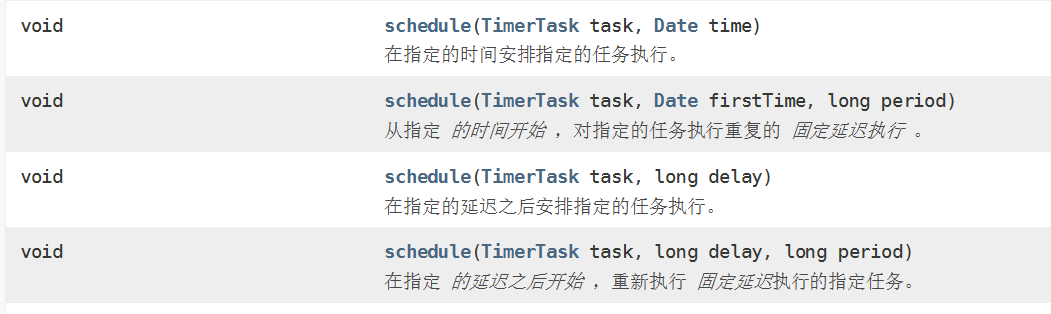 void schedule(TimerTask task, Date time)
在指定的时间安排指定的任务执行。
void schedule(TimerTask task, Date firstTime, long period)
从指定 的时间开始 ，对指定的任务执行重复的 固定延迟执行 。
void schedule(TimerTask task, long delay)
在指定的延迟之后安排指定的任务执行。
void schedule(TimerTask task, long delay, long period)
在指定 的延迟之后开始 ，重新执行 固定延迟执行的指定任务。